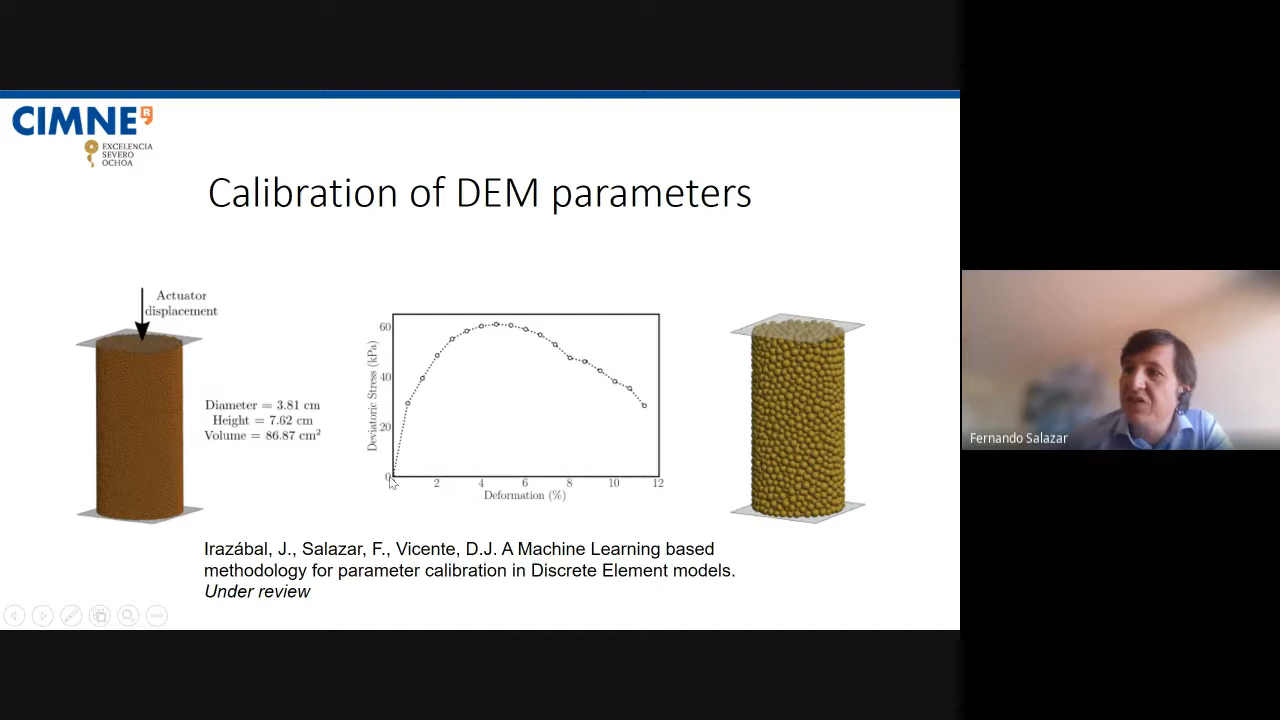 CIMNE R
EXCELENCIA
SEVERO
OCHOA
Calibration of DEM parameters
Actuator
displacement
Diameter = 3.81 cm
Height = 7.62 cm
Volume = 86.87 cm²
Deviatoric Stress (kPa)
60
40
20
0
2 4 6 8 10 12
Deformation (%)
Irazábal, J., Salazar, F., Vicente, D.J. A Machine Learning based
methodology for parameter calibration in Discrete Element models.
Under review
Fernando Salazar